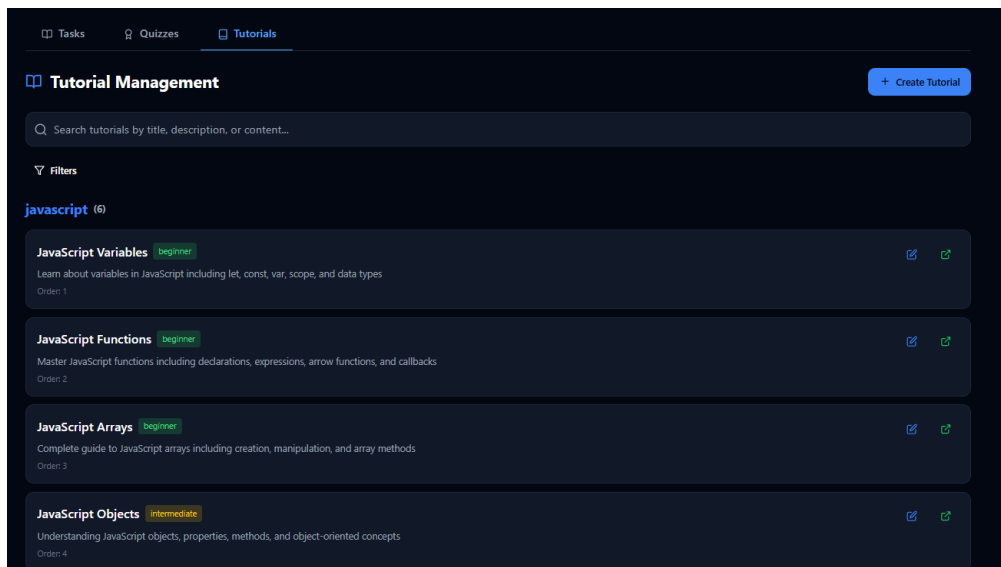 Tasks Quizzes Tutorials
Tutorial Management
+ Create Tutorial
Search tutorials by title, description, or content...
Filters
javascript (6)
JavaScript Variables beginner
Learn about variables in JavaScript including let, const, var, scope, and data types
Order: 1
JavaScript Functions beginner
Master JavaScript functions including declarations, expressions, arrow functions, and callbacks
Order: 2
JavaScript Arrays beginner
Complete guide to JavaScript arrays including creation, manipulation, and array methods
Order: 3
JavaScript Objects intermediate
Understanding JavaScript objects, properties, methods, and object-oriented concepts
Order: 4